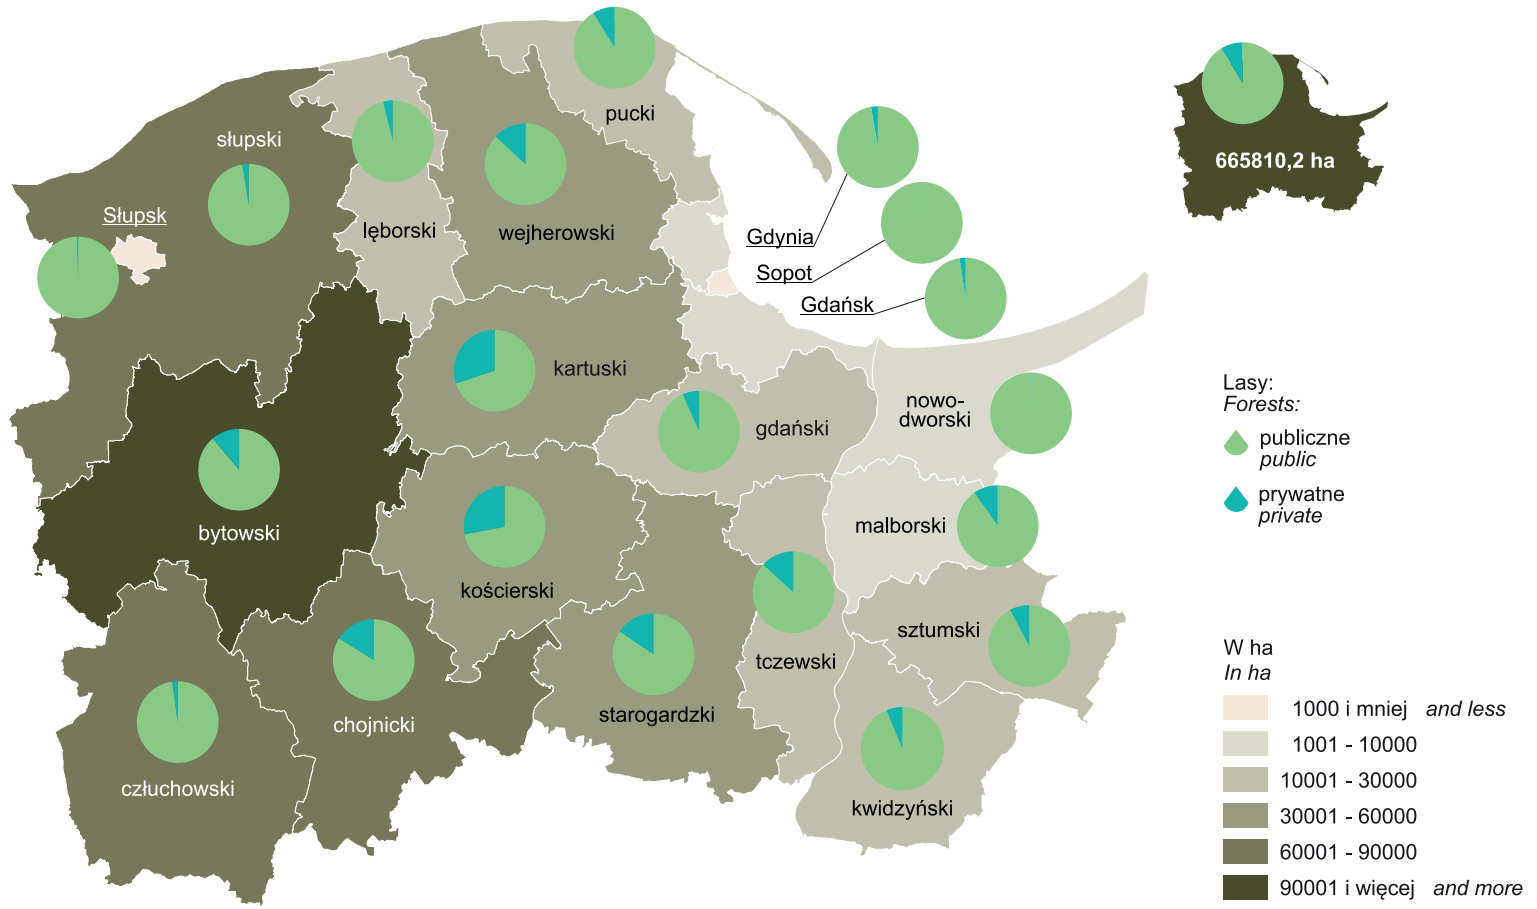 pucki
słupski
Słupsk
lęborski
wejherowski
Gdynia
Sopot
Gdańsk
665810,2 ha
kartuski
gdański
nowo-
dworski
bytowski
kościerski
malborski
sztumski
tczewski
starogardzki
chojnicki
człuchowski
kwidzyński
Lasy:
Forests:
publiczne
public
prywatne
private
W ha
In ha
1000 i mniej and less
1001 - 10000
10001 - 30000
30001 - 60000
60001 - 90000
90001 i więcej and more